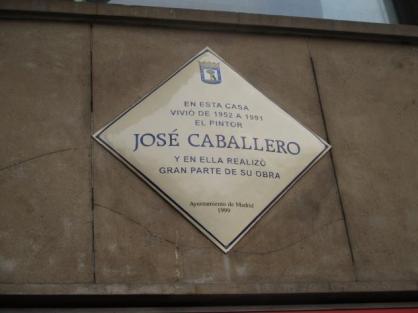 EN ESTA CASA
VIVIÓ DE 1952 A 1991
EL PINTOR
JOSÉ CABALLERO
Y EN ELLA REALIZÓ
GRAN PARTE DE SU OBRA
Ayuntamiento de Madrid
1999